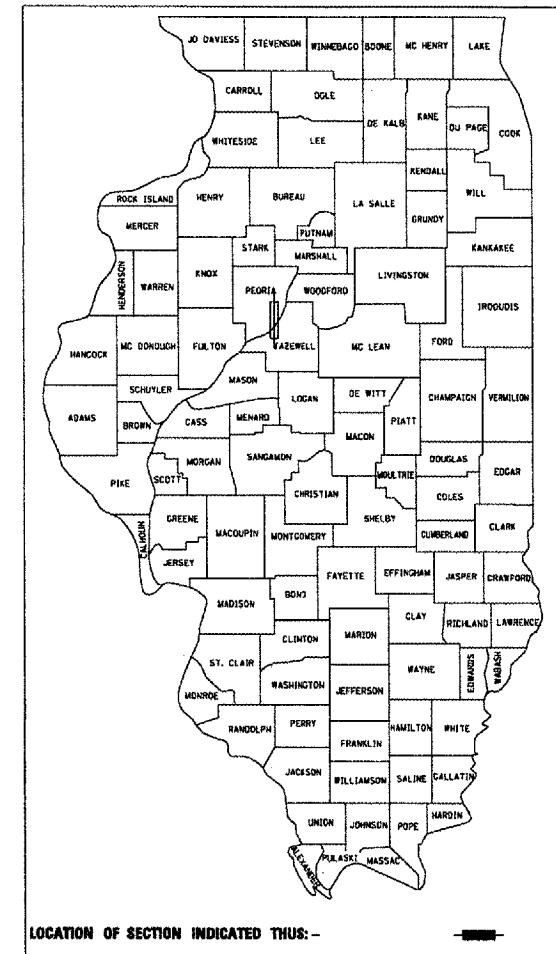 JO DAVIESS STEVENSON WINNEBAGO BOONE MC HENRY LAKE
CARROLL OGLE
DE KALB KANE
DU PAGE COOK
WHITESIDE LEE
KENDALL
WILL
ROCK ISLAND HENRY BUREAU LA SALLE
GRUNDY
MERCER PUTNAM
STARK KANKAKEE
MARSHALL
KNOX LIVINGSTON
HENDERSON WARREN PEORI WOODFORD
IROQUOIS
FORD
HANCOCK MC DONOUGH FULTON TAZEWELL MC LEAN
MASON
SCHUYLER DE WITT
LOGAN
ADAMS BROWN CASS MENARD CHAMPAIGN VERMILION
MACON PIATT
MORGAN SANGAMON DOUGLAS
EDGAR
PIKE SCOTT MOULTRIE
CHRISTIAN COLES
GREENE SHELBY
CALHOUN MACOUPIN MONTGOMERY CUMBERLAND CLARK
JERSEY
FAYETTE EFFINGHAM JASPER CRAWFORD
MADISON BOND
CLAY RICHLAND LAWRENCE
CLINTON MARION
ST. CLAIR WAYNE EDWARDS WABASH
WASHINGTON JEFFERSON
MONROE
RANDOLPH PERRY HAMILTON WHITE
FRANKLIN
JACKSON WILLIAMSON SALINE GALLATIN
HARDIN
UNION JOHNSON POPE
ALEXANDER PULASKI MASSAC
LOCATION OF SECTION INDICATED THUS: -